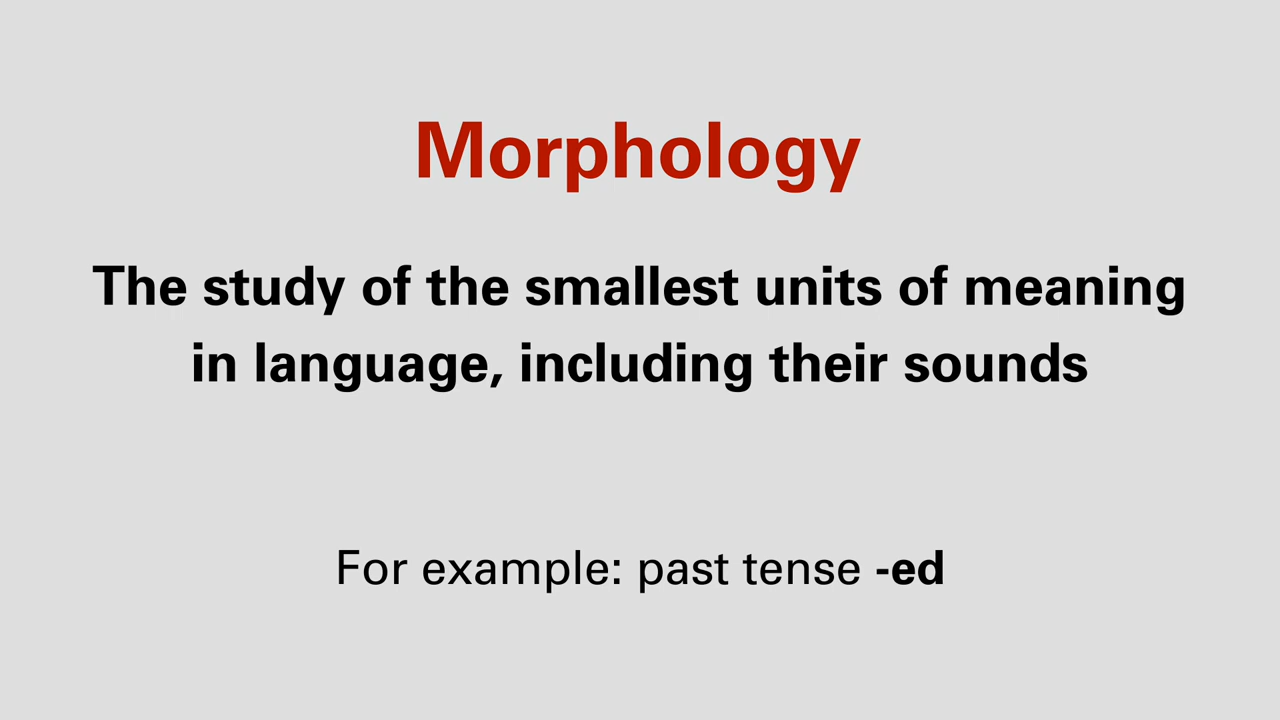 Morphology
The study of the smallest units of meaning
in language, including their sounds
For example: past tense -ed